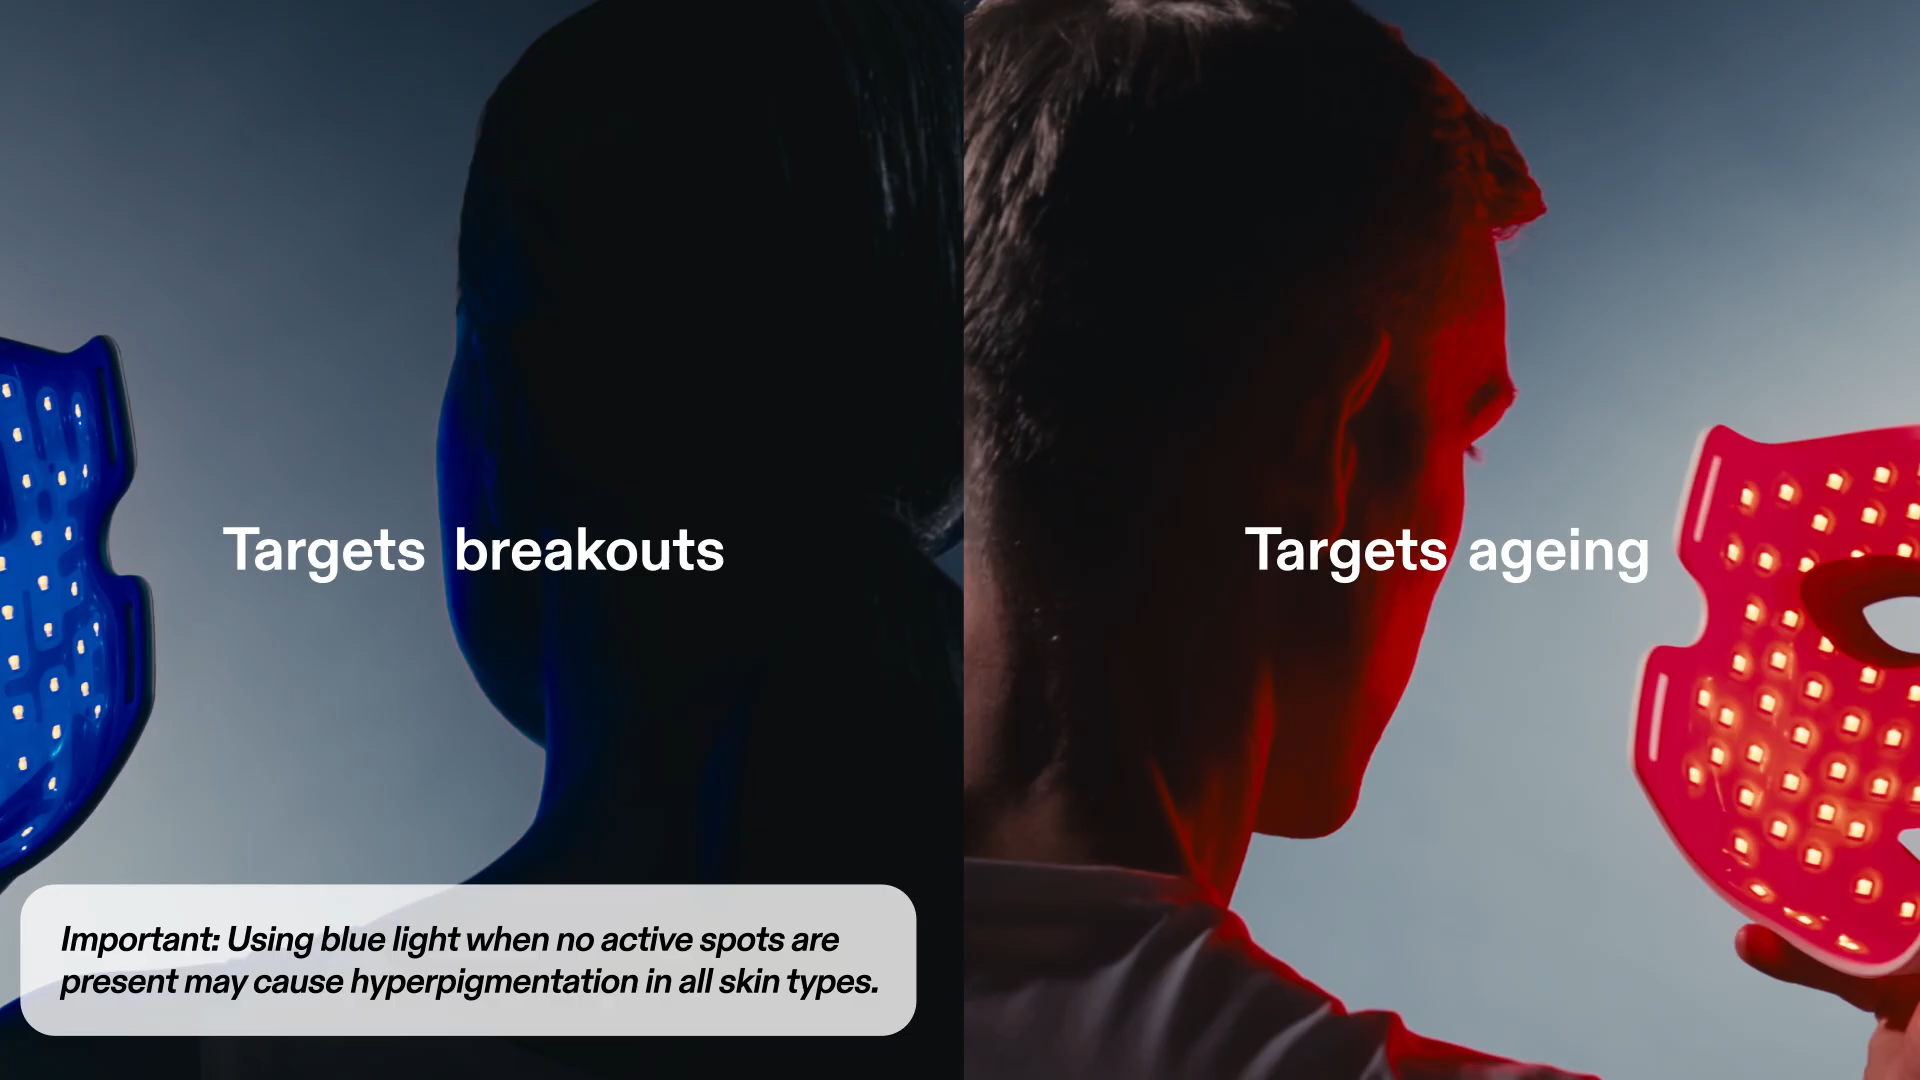 Targets breakouts
Targets ageing
Important: Using blue light when no active spots are
present may cause hyperpigmentation in all skin types.